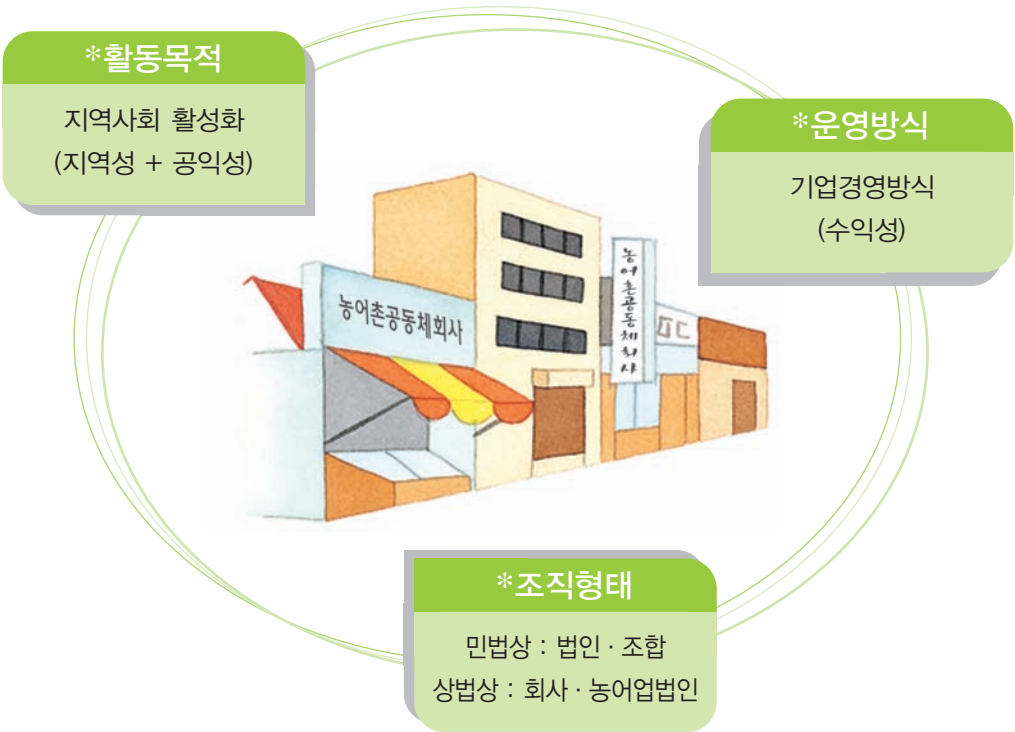 *활동목적
지역사회 활성화
(지역성 + 공익성)
*운영방식
기업경영방식
(수익성)
농어촌공동체회사
농어촌공동체회사
*조직형태
민법상 : 법인 · 조합
상법상 : 회사 · 농어업법인